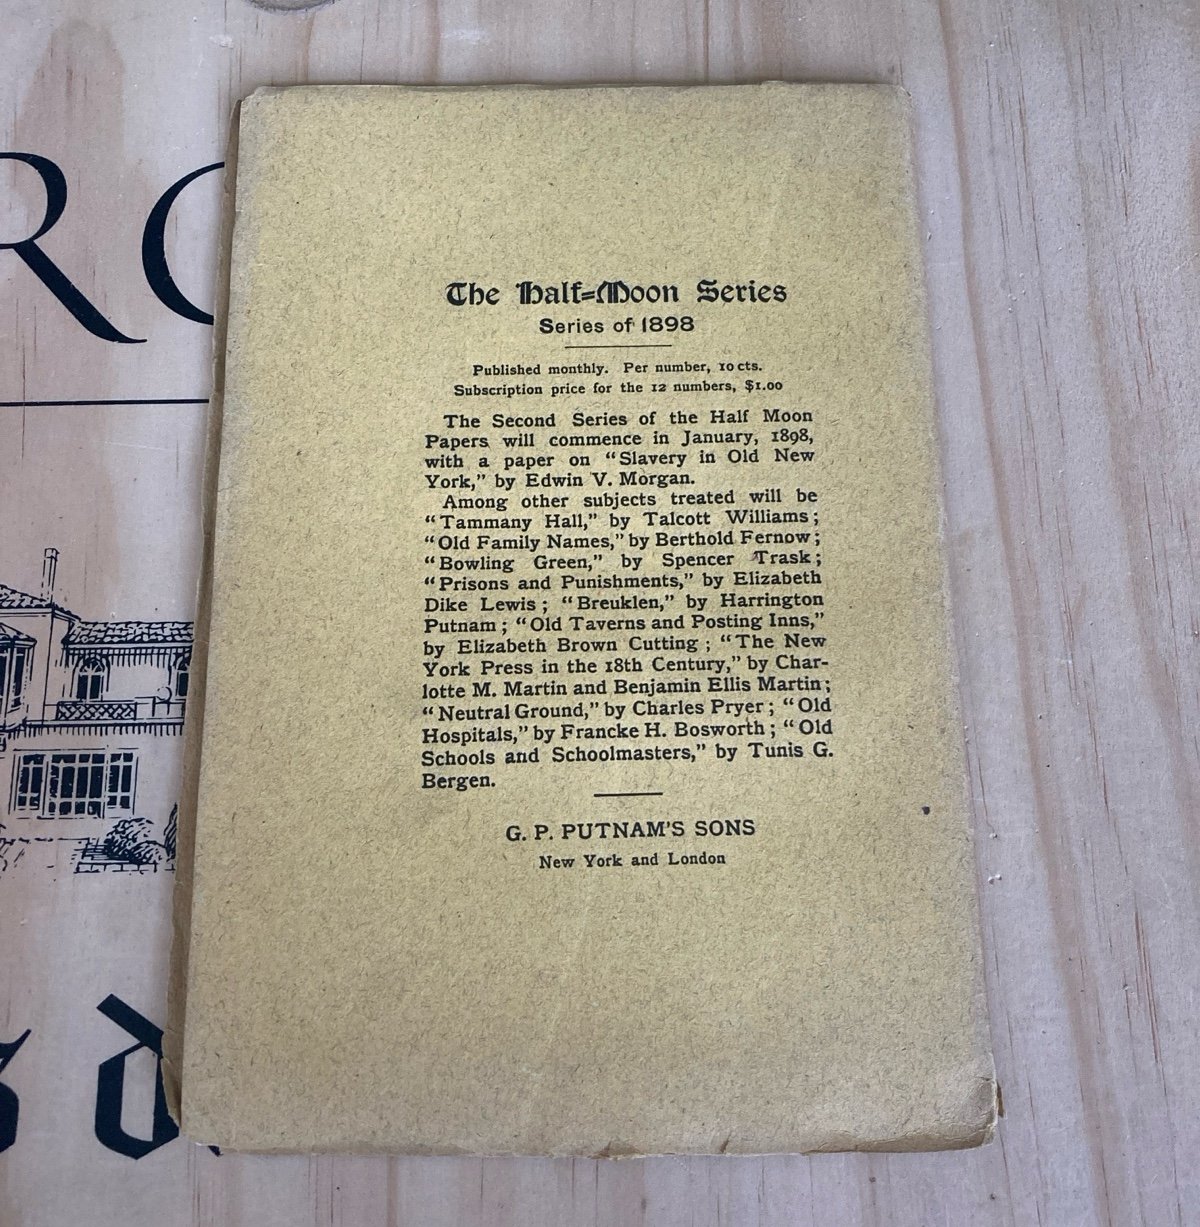 RO
The Half=Moon Series
Series of 1898
Published monthly. Per number, 10 cts.
Subscription price for the 12 numbers, $1.00
The Second Series of the Half Moon
Papers will commence in January, 1898,
with a paper on “Slavery in Old New
York,” by Edwin V. Morgan.
Among other subjects treated will be
“Tammany Hall,” by Talcott Williams;
“Old Family Names,” by Berthold Fernow;
“Bowling Green,” by Spencer Trask;
“Prisons and Punishments,” by Elizabeth
Dike Lewis; “Breuklen,” by Harrington
Putnam; “Old Taverns and Posting Inns,”
by Elizabeth Brown Cutting; “The New
York Press in the 18th Century,” by Char-
lotte M. Martin and Benjamin Ellis Martin;
“Neutral Ground,” by Charles Pryer; “Old
Hospitals,” by Francke H. Bosworth; “Old
Schools and Schoolmasters,” by Tunis G.
Bergen.
G. P. PUTNAM'S SONS
New York and London
s d